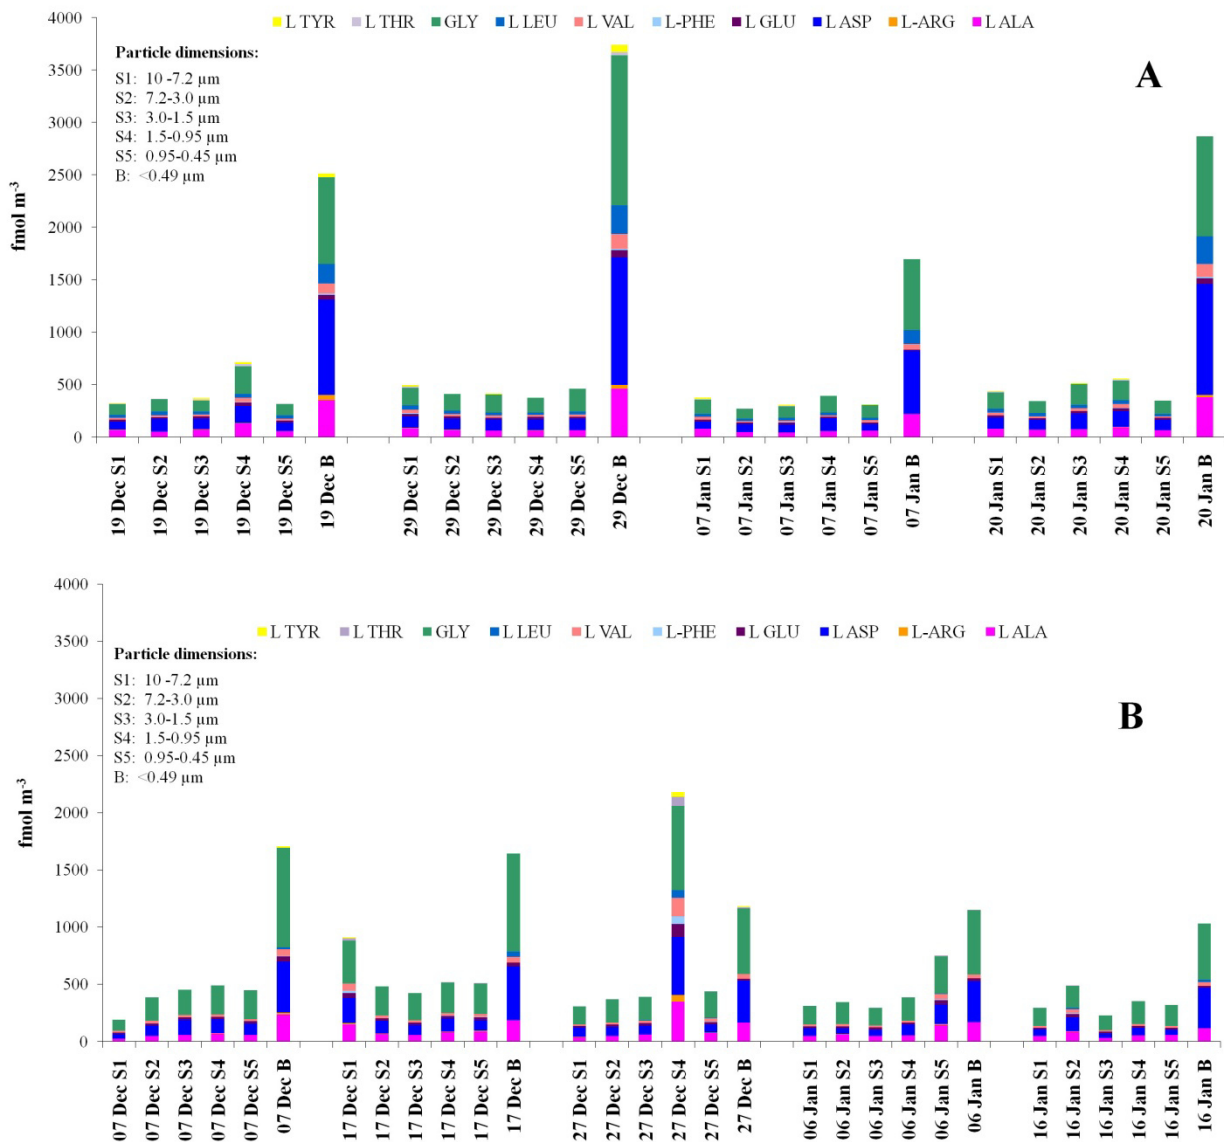 L TYR L THR GLY L LEU L VAL L-PHE L GLU L ASP L-ARG L ALA
Particle dimensions:
S1: 10 -7.2 µm
S2: 7.2-3.0 µm
S3: 3.0-1.5 µm
S4: 1.5-0.95 µm
S5: 0.95-0.45 µm
B: <0.49 µm
A
fmol m-3
4000
3500
3000
2500
2000
1500
1000
500
0
19 Dec S1
19 Dec S2
19 Dec S3
19 Dec S4
19 Dec S5
19 Dec B
29 Dec S1
29 Dec S2
29 Dec S3
29 Dec S4
29 Dec S5
29 Dec B
07 Jan S1
07 Jan S2
07 Jan S3
07 Jan S4
07 Jan S5
07 Jan B
20 Jan S1
20 Jan S2
20 Jan S3
20 Jan S4
20 Jan S5
20 Jan B
L TYR L THR GLY L LEU L VAL L-PHE L GLU L ASP L-ARG L ALA
Particle dimensions:
S1: 10 -7.2 µm
S2: 7.2-3.0 µm
S3: 3.0-1.5 µm
S4: 1.5-0.95 µm
S5: 0.95-0.45 µm
B: <0.49 µm
B
fmol m-3
4000
3500
3000
2500
2000
1500
1000
500
0
07 Dec S1
07 Dec S2
07 Dec S3
07 Dec S4
07 Dec S5
07 Dec B
17 Dec S1
17 Dec S2
17 Dec S3
17 Dec S4
17 Dec S5
17 Dec B
27 Dec S1
27 Dec S2
27 Dec S3
27 Dec S4
27 Dec S5
27 Dec B
06 Jan S1
06 Jan S2
06 Jan S3
06 Jan S4
06 Jan S5
06 Jan B
16 Jan S1
16 Jan S2
16 Jan S3
16 Jan S4
16 Jan S5
16 Jan B